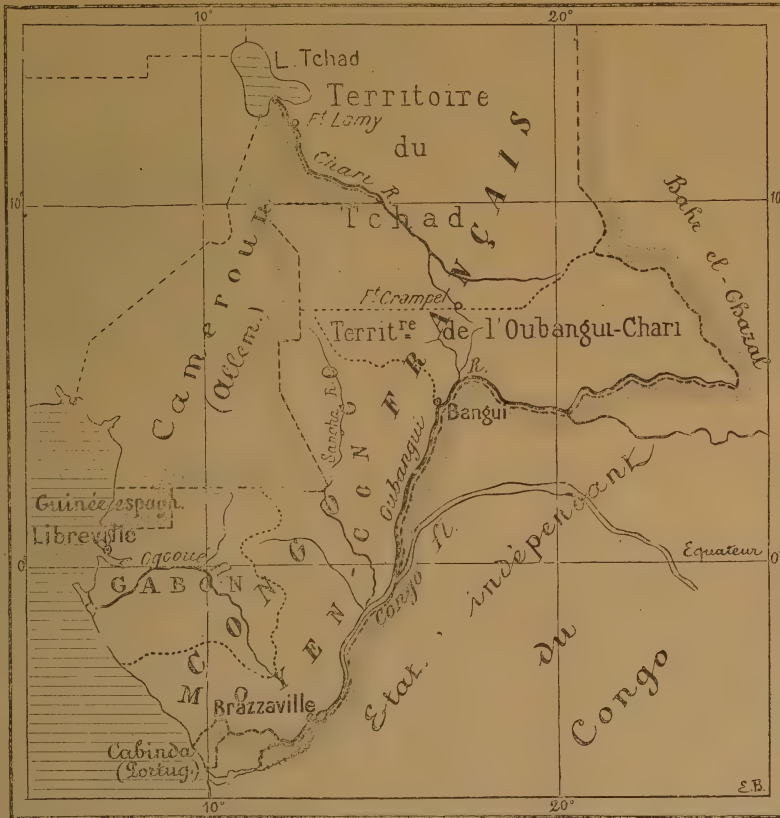 10°
20°
L. Tchad
Territoire
du
Tchad
Ft. Lamy
Chari R.
10°
10°
Bahr el-Ghazal
Cameroun
(Allem.)
Ft. Crampel
Territre de l'Oubangui-Chari
CONGO FRANÇAIS
R.
Bangui
Sangha R.
Oubangui
Guinée espagn.
Libreville
Ogooué
Equateur
0°
0°
GABON
MOYEN-CONGO
Congo fl.
Etat indépendant
du
Congo
Brazzaville
Cabinda
(Portug.)
E.B.
10°
20°